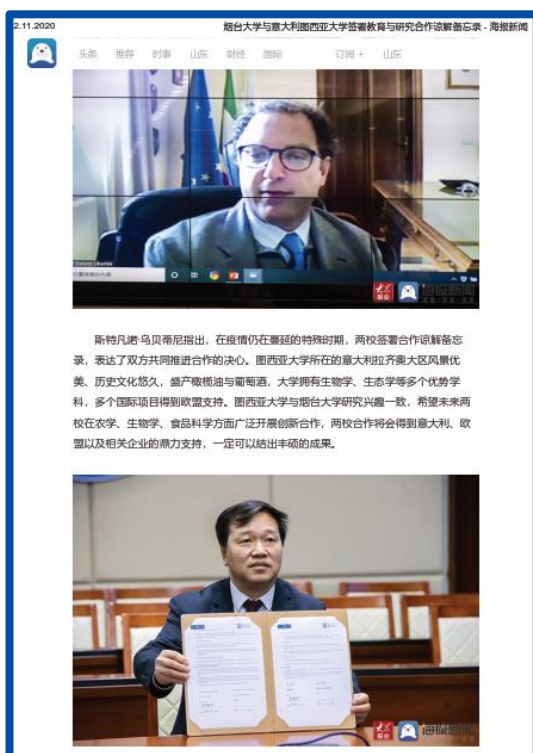 2.11.2020
烟台大学与意大利图西亚大学签署教育与研究合作谅解备忘录 - 海报新闻
头条 推荐 时事 山东 财经 国际 订阅 + 山东
Stefano Ubertini
海报新闻
斯特凡诺·乌贝蒂尼指出，在疫情仍在蔓延的特殊时期，两校签署合作谅解备忘
录，表达了双方共同推进合作的决心。图西亚大学所在的意大利拉齐奥大区风景优
美、历史文化悠久，盛产橄榄油与葡萄酒，大学拥有生物学、生态学等多个优势学
科，多个国际项目得到欧盟支持。图西亚大学与烟台大学研究兴趣一致，希望未来两
校在农学、生物学、食品科学方面广泛开展创新合作，两校合作将会得到意大利、欧
盟以及相关企业的鼎力支持，一定可以结出丰硕的成果。
海报新闻